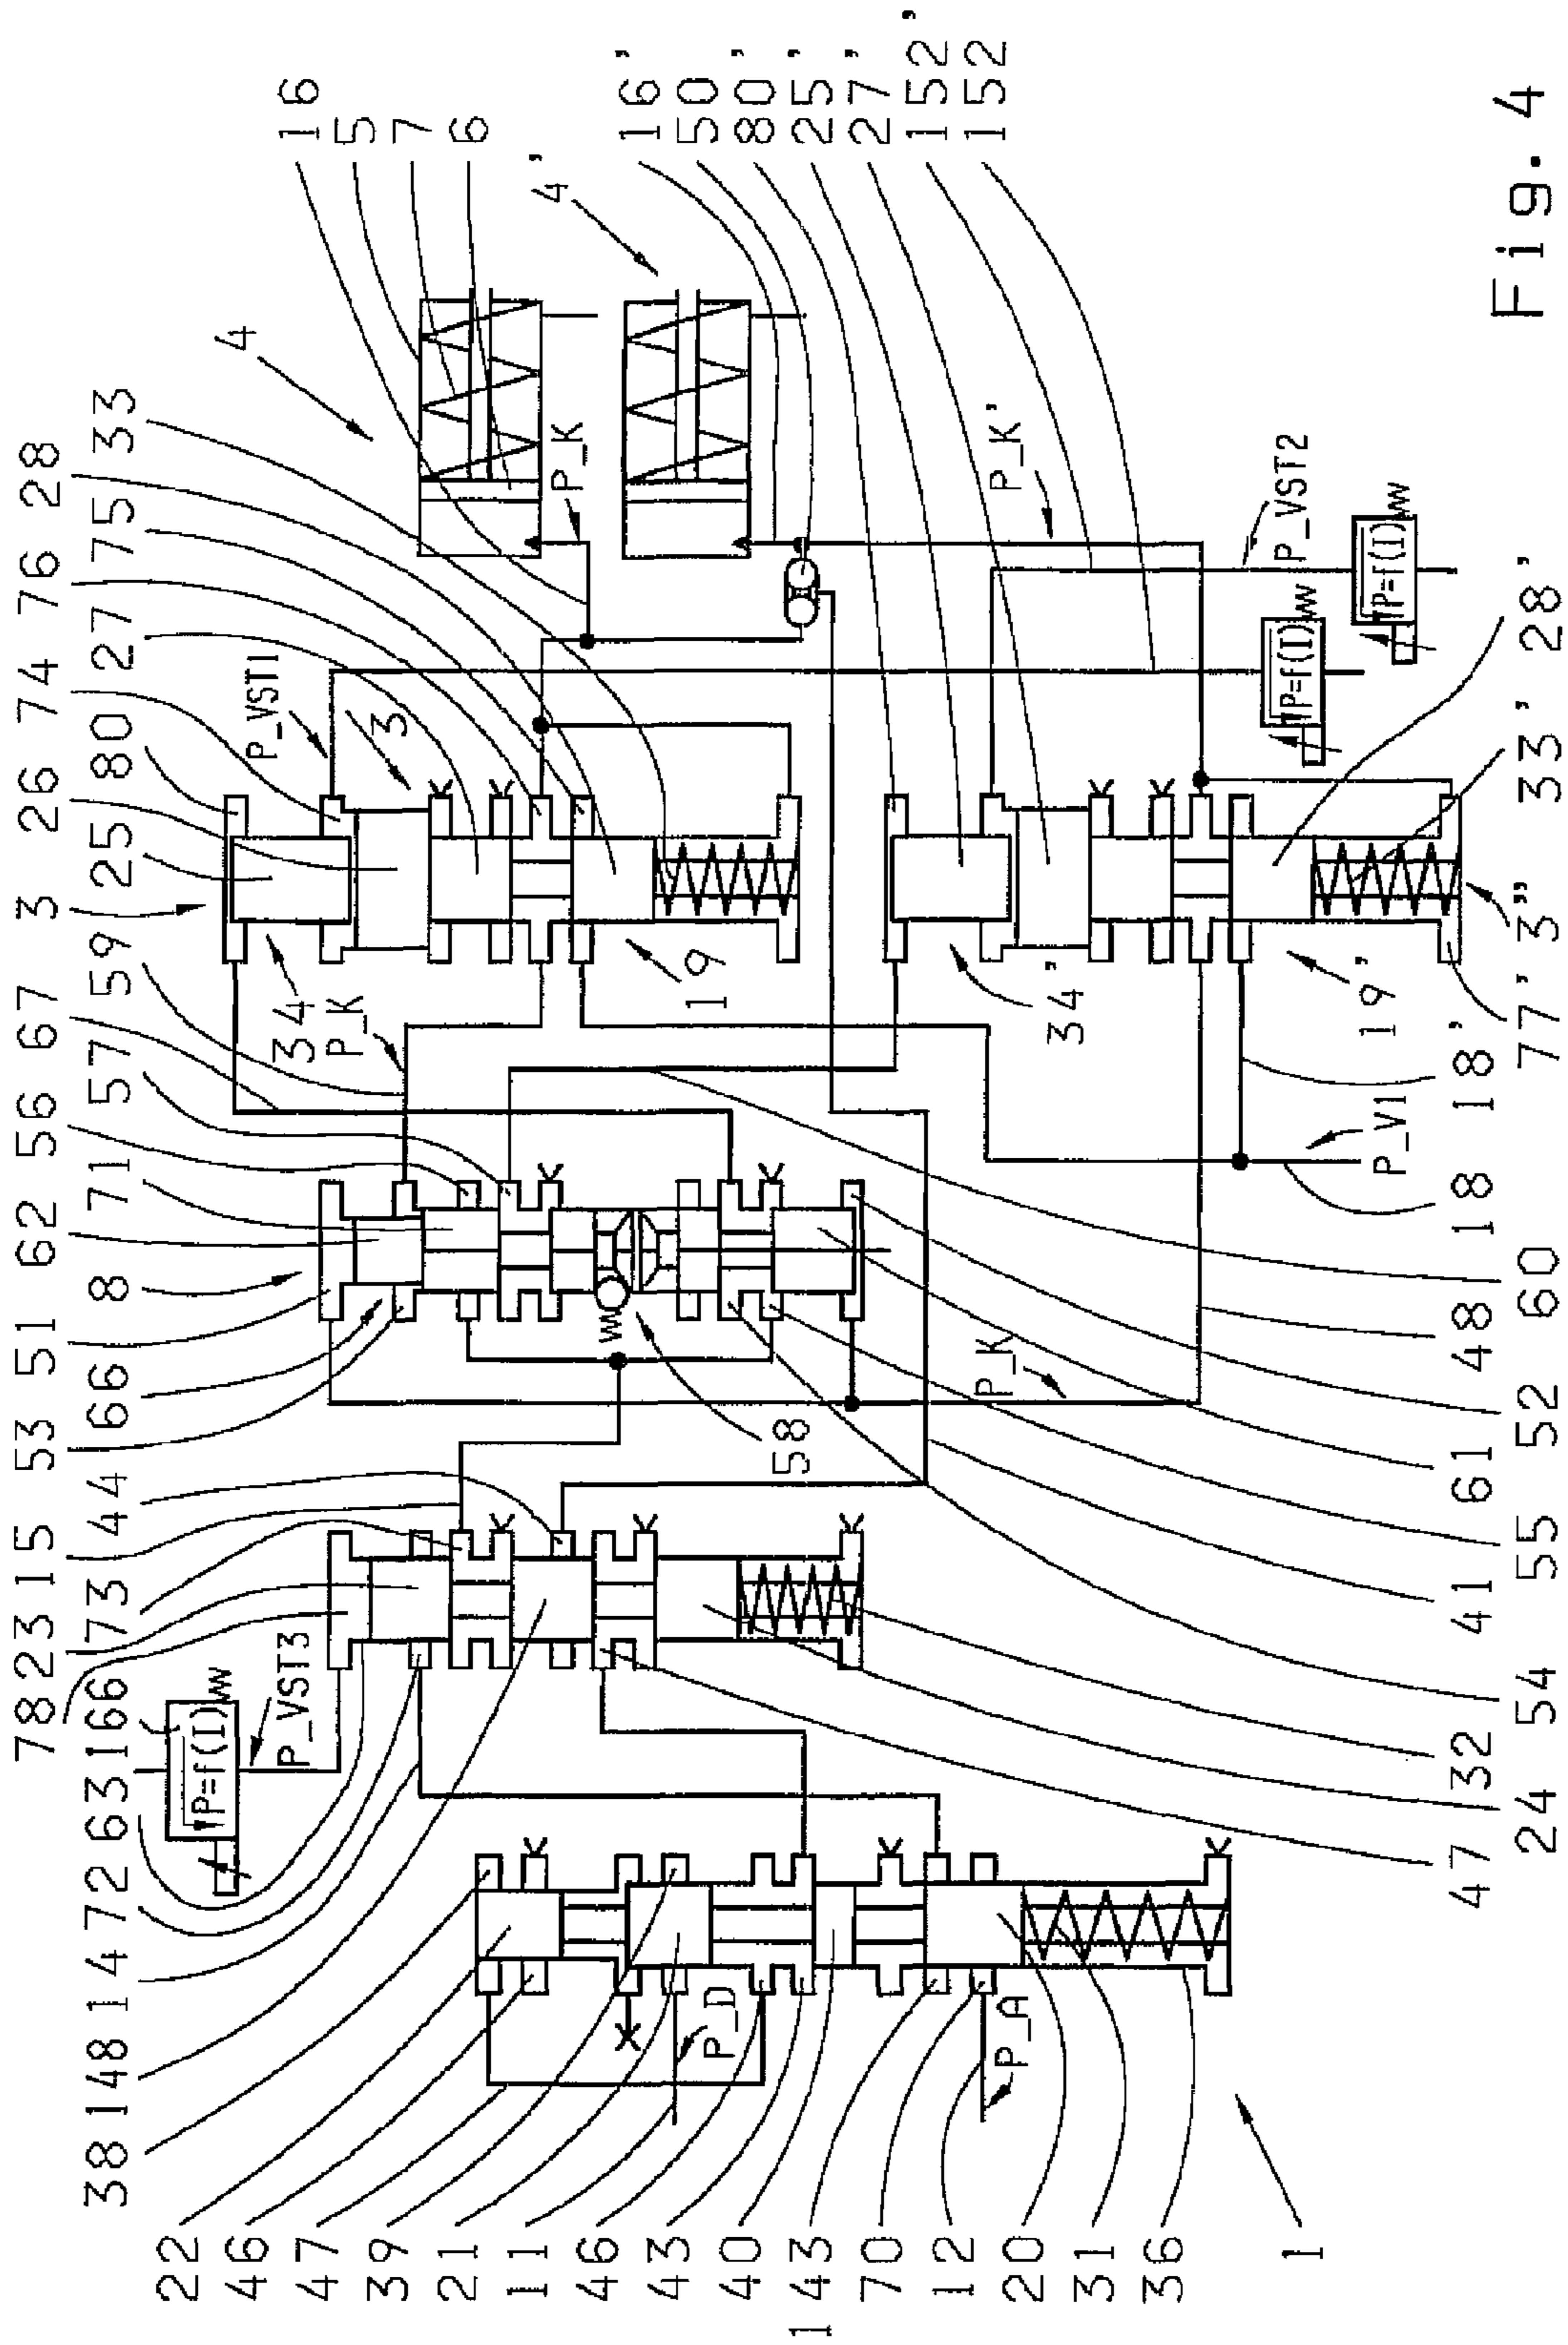 78 23 15 53 51 62 56 67 3 26 74 76 28
38 148 14 72 63 166 73 44 66 8 71 57 59 25 80 27 75 33
22
46
47
39
21
11
46
43
40
143
70
12
20
31
36
1
P=f(I)
P_VST3
P_D
P_A
58
34
P_K
P_VST1
3
19
4
16
5
7
6
P_K
4'
16'
50
80'
25'
27'
152'
152
P_K
34'
P_K'
P_V1
19'
P_VST2
P=f(I)
P=f(I)
47 32 41 61 48 18 18' 77' 33' 28'
24 54 55 52 60 3"
Fig. 4